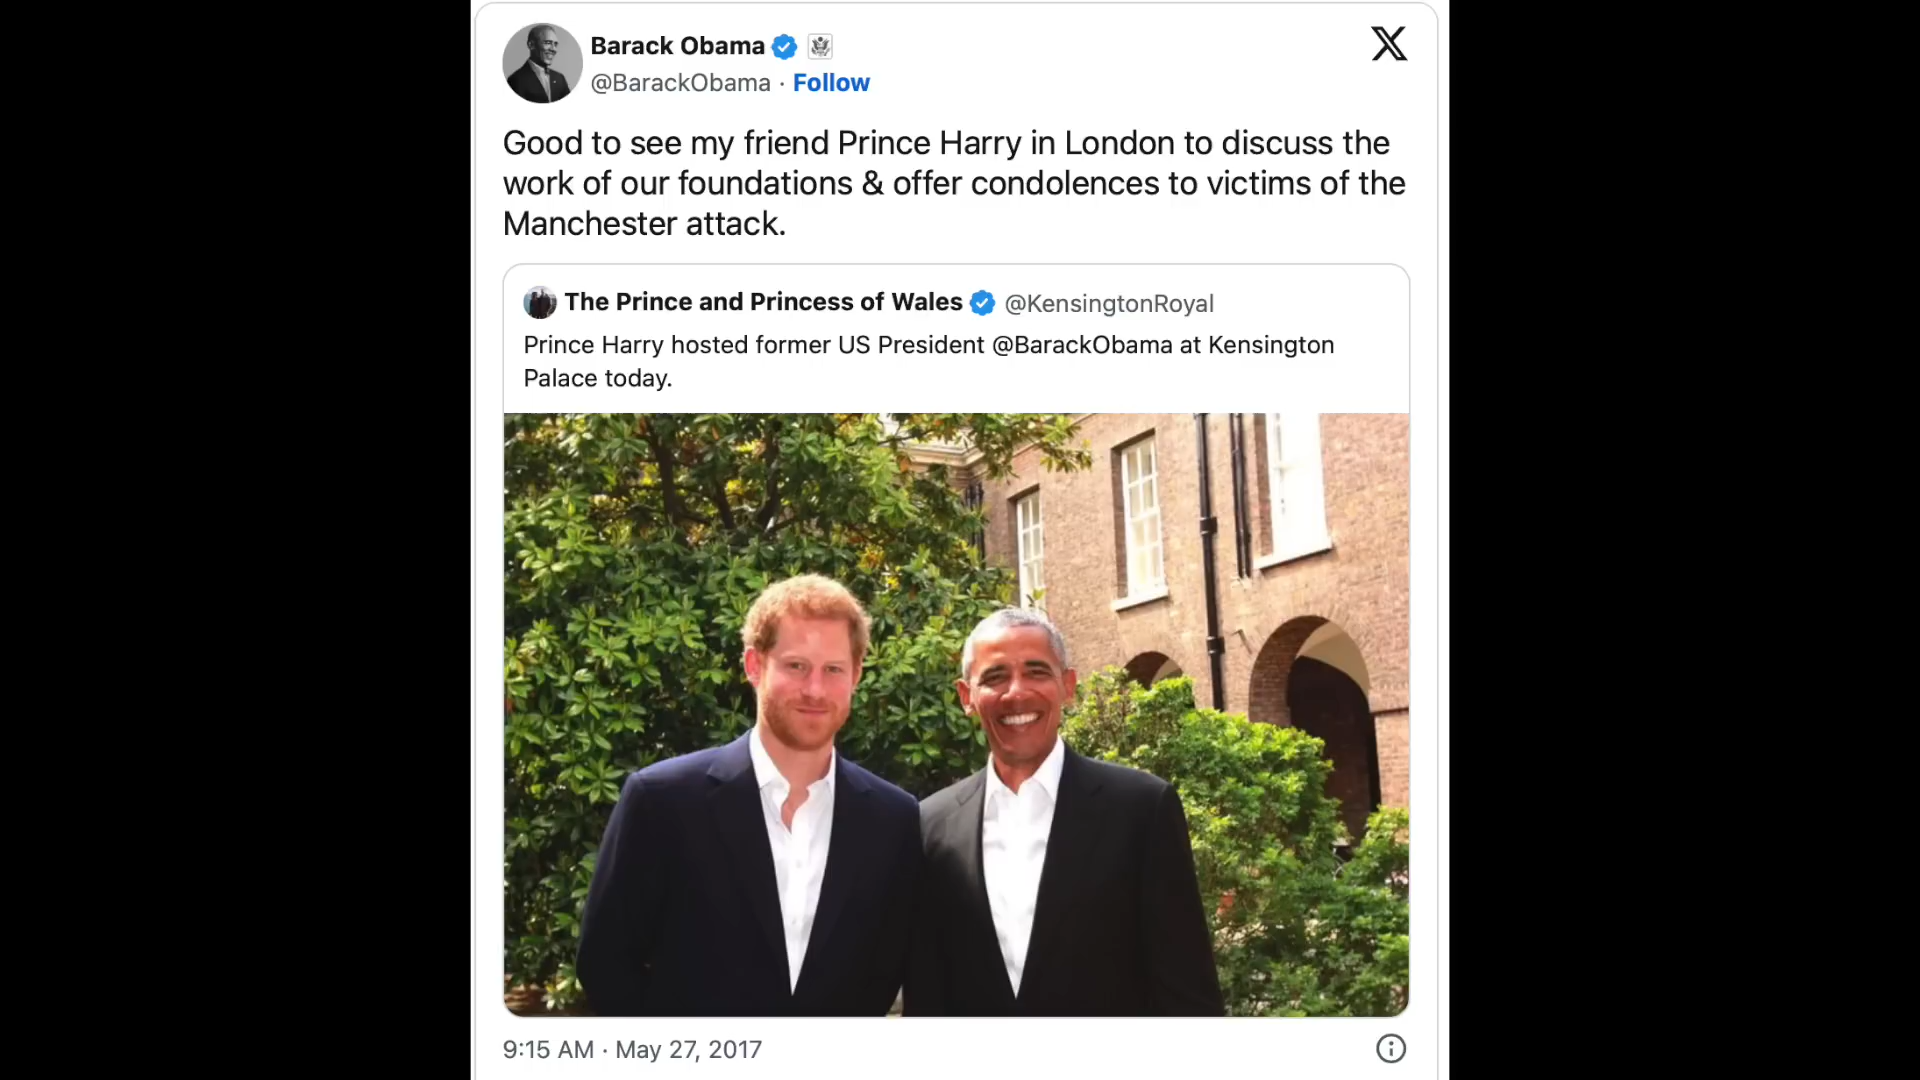 Barack Obama
@BarackObama · Follow
Good to see my friend Prince Harry in London to discuss the
work of our foundations & offer condolences to victims of the
Manchester attack.
The Prince and Princess of Wales @KensingtonRoyal
Prince Harry hosted former US President @BarackObama at Kensington
Palace today.
9:15 AM · May 27, 2017